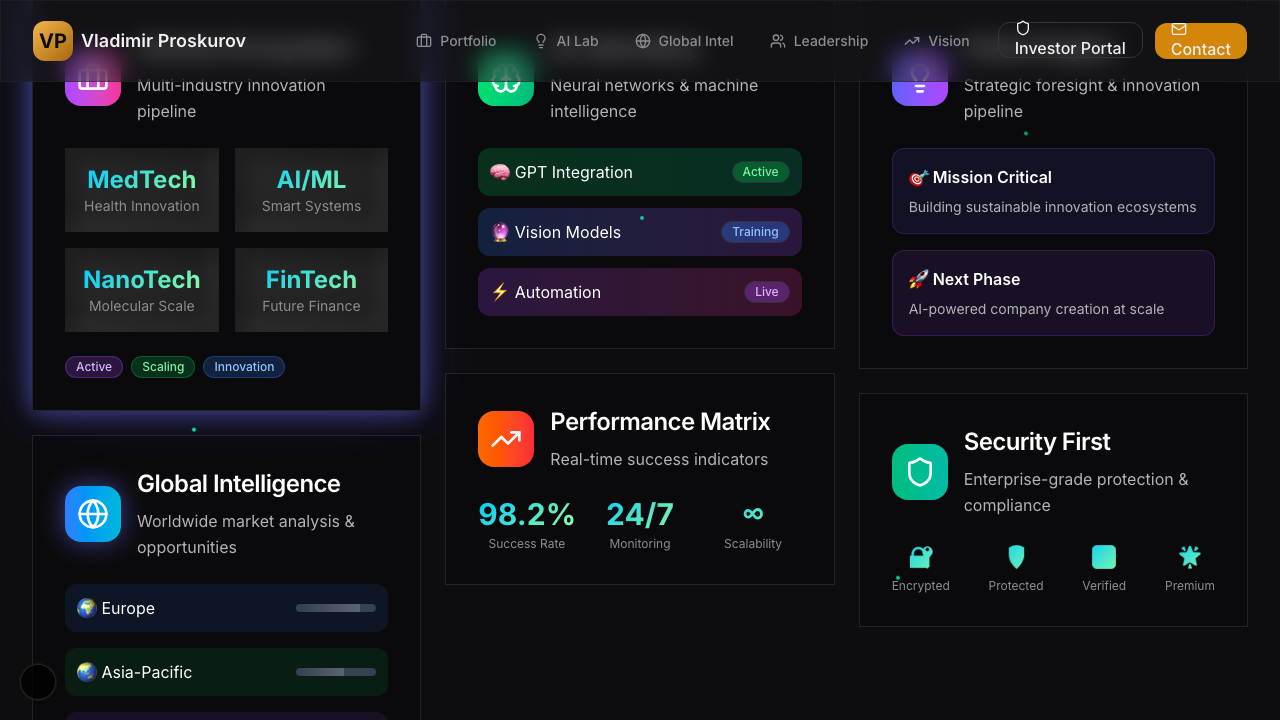 VP Vladimir Proskurov
Portfolio
AI Lab
Global Intel
Leadership
Vision
Investor Portal
Contact
Multi-industry innovation
pipeline
MedTech
Health Innovation
AI/ML
Smart Systems
NanoTech
Molecular Scale
FinTech
Future Finance
Active
Scaling
Innovation
Global Intelligence
Worldwide market analysis &
opportunities
🌍 Europe
🌏 Asia-Pacific
Neural networks & machine
intelligence
🧠 GPT Integration
Active
🔮 Vision Models
Training
⚡ Automation
Live
Performance Matrix
Real-time success indicators
98.2%
Success Rate
24/7
Monitoring
∞
Scalability
Strategic foresight & innovation
pipeline
🎯 Mission Critical
Building sustainable innovation ecosystems
🚀 Next Phase
AI-powered company creation at scale
Security First
Enterprise-grade protection &
compliance
Encrypted
Protected
Verified
Premium